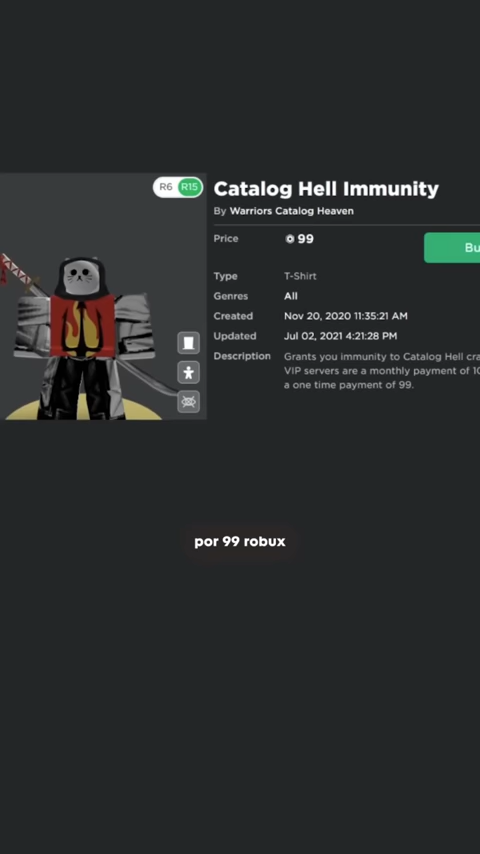 R6 R15
Catalog Hell Immunity
By Warriors Catalog Heaven
Price 99
Type T-Shirt
Genres All
Created Nov 20, 2020 11:35:21 AM
Updated Jul 02, 2021 4:21:28 PM
Description Grants you immunity to Catalog Hell
VIP servers are a monthly payment of
a one time payment of 99.
por 99 robux